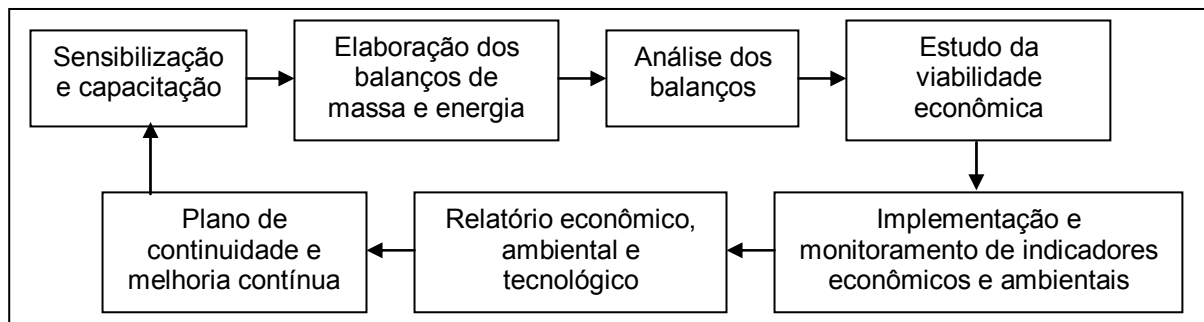 Sensibilização
e capacitação
Elaboração dos
balanços de
massa e energia
Análise dos
balanços
Estudo da
viabilidade
econômica
Implementação e
monitoramento de indicadores
econômicos e ambientais
Relatório econômico,
ambiental e
tecnológico
Plano de
continuidade e
melhoria contínua